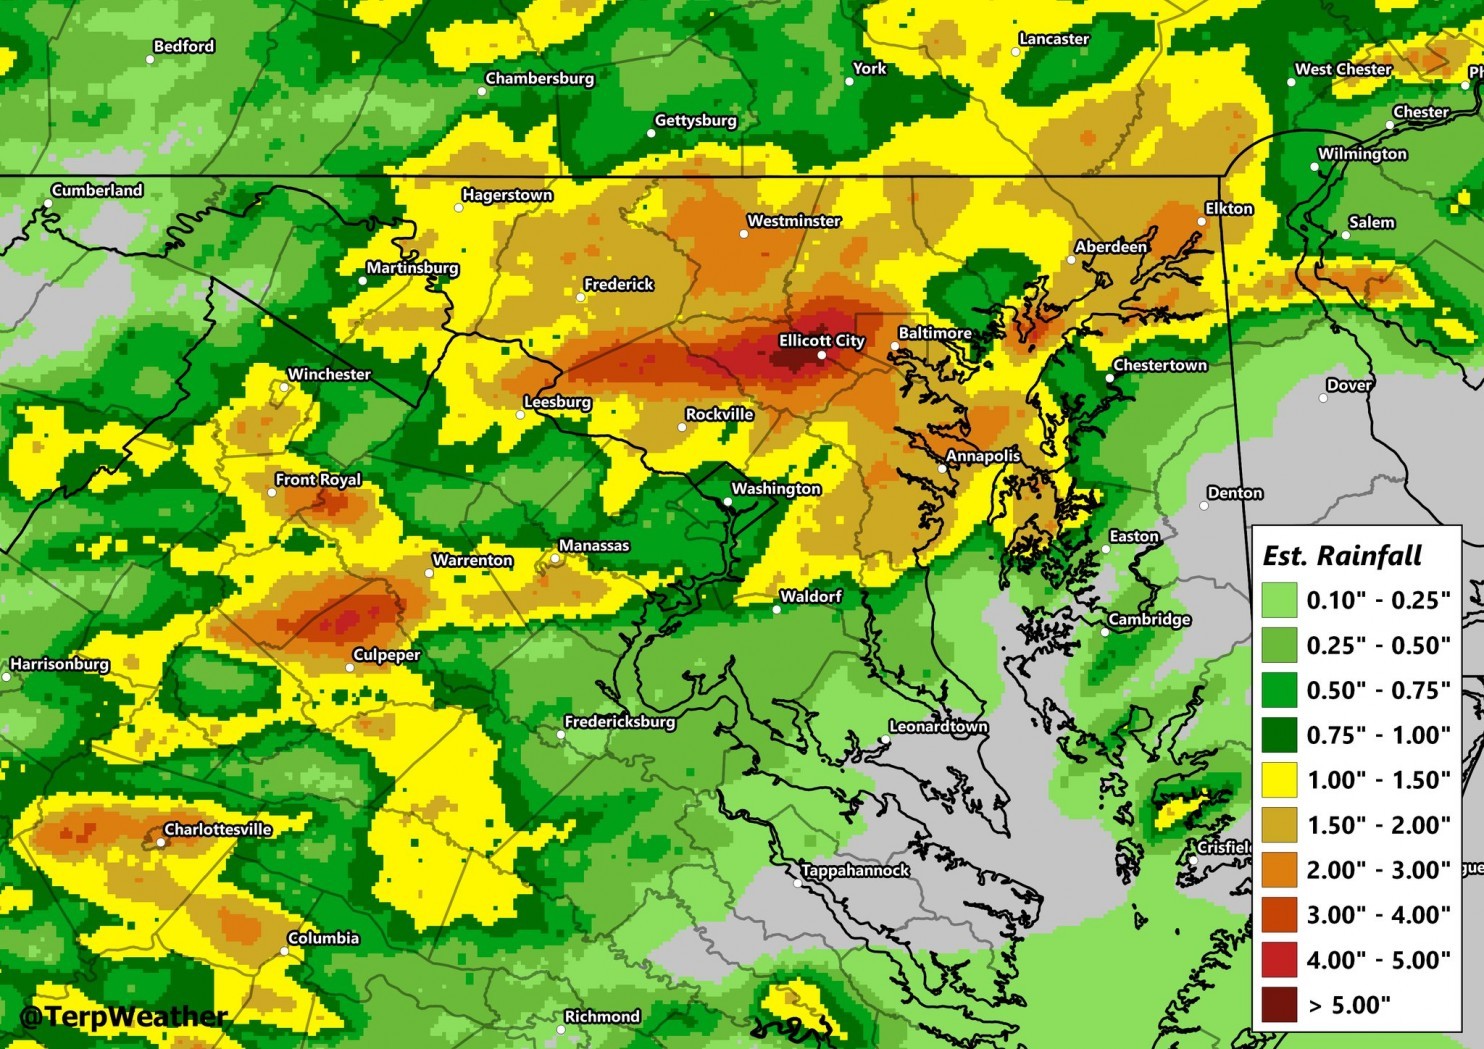 Bedford
Lancaster
Chambersburg
York
West Chester
Ph
Chester
Gettysburg
Wilmington
Cumberland
Hagerstown
Westminster
Elkton
Salem
Aberdeen
Martinsburg
Frederick
Ellicott City
Baltimore
Chestertown
Winchester
Dover
Leesburg
Rockville
Annapolis
Front Royal
Washington
Denton
Easton
Manassas
Warrenton
Waldorf
Cambridge
Culpeper
Harrisonburg
Fredericksburg
Leonardtown
Charlottesville
Crisfiel
Tappahannock
gue
Columbia
Richmond
@TerpWeather
Est. Rainfall
0.10" - 0.25"
0.25" - 0.50"
0.50" - 0.75"
0.75" - 1.00"
1.00" - 1.50"
1.50" - 2.00"
2.00" - 3.00"
3.00" - 4.00"
4.00" - 5.00"
> 5.00"